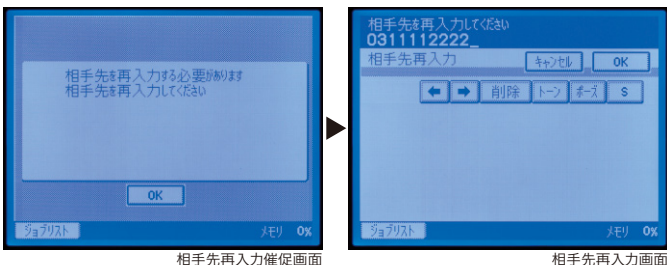 相手先を再入力する必要があります
相手先を再入力してください
OK
ジョブリスト
メモリ 0%
相手先再入力催促画面
相手先を再入力してください
0311112222_
相手先再入力
キャンセル
OK
削除
トーン
ポーズ
S
ジョブリスト
メモリ 0%
相手先再入力画面